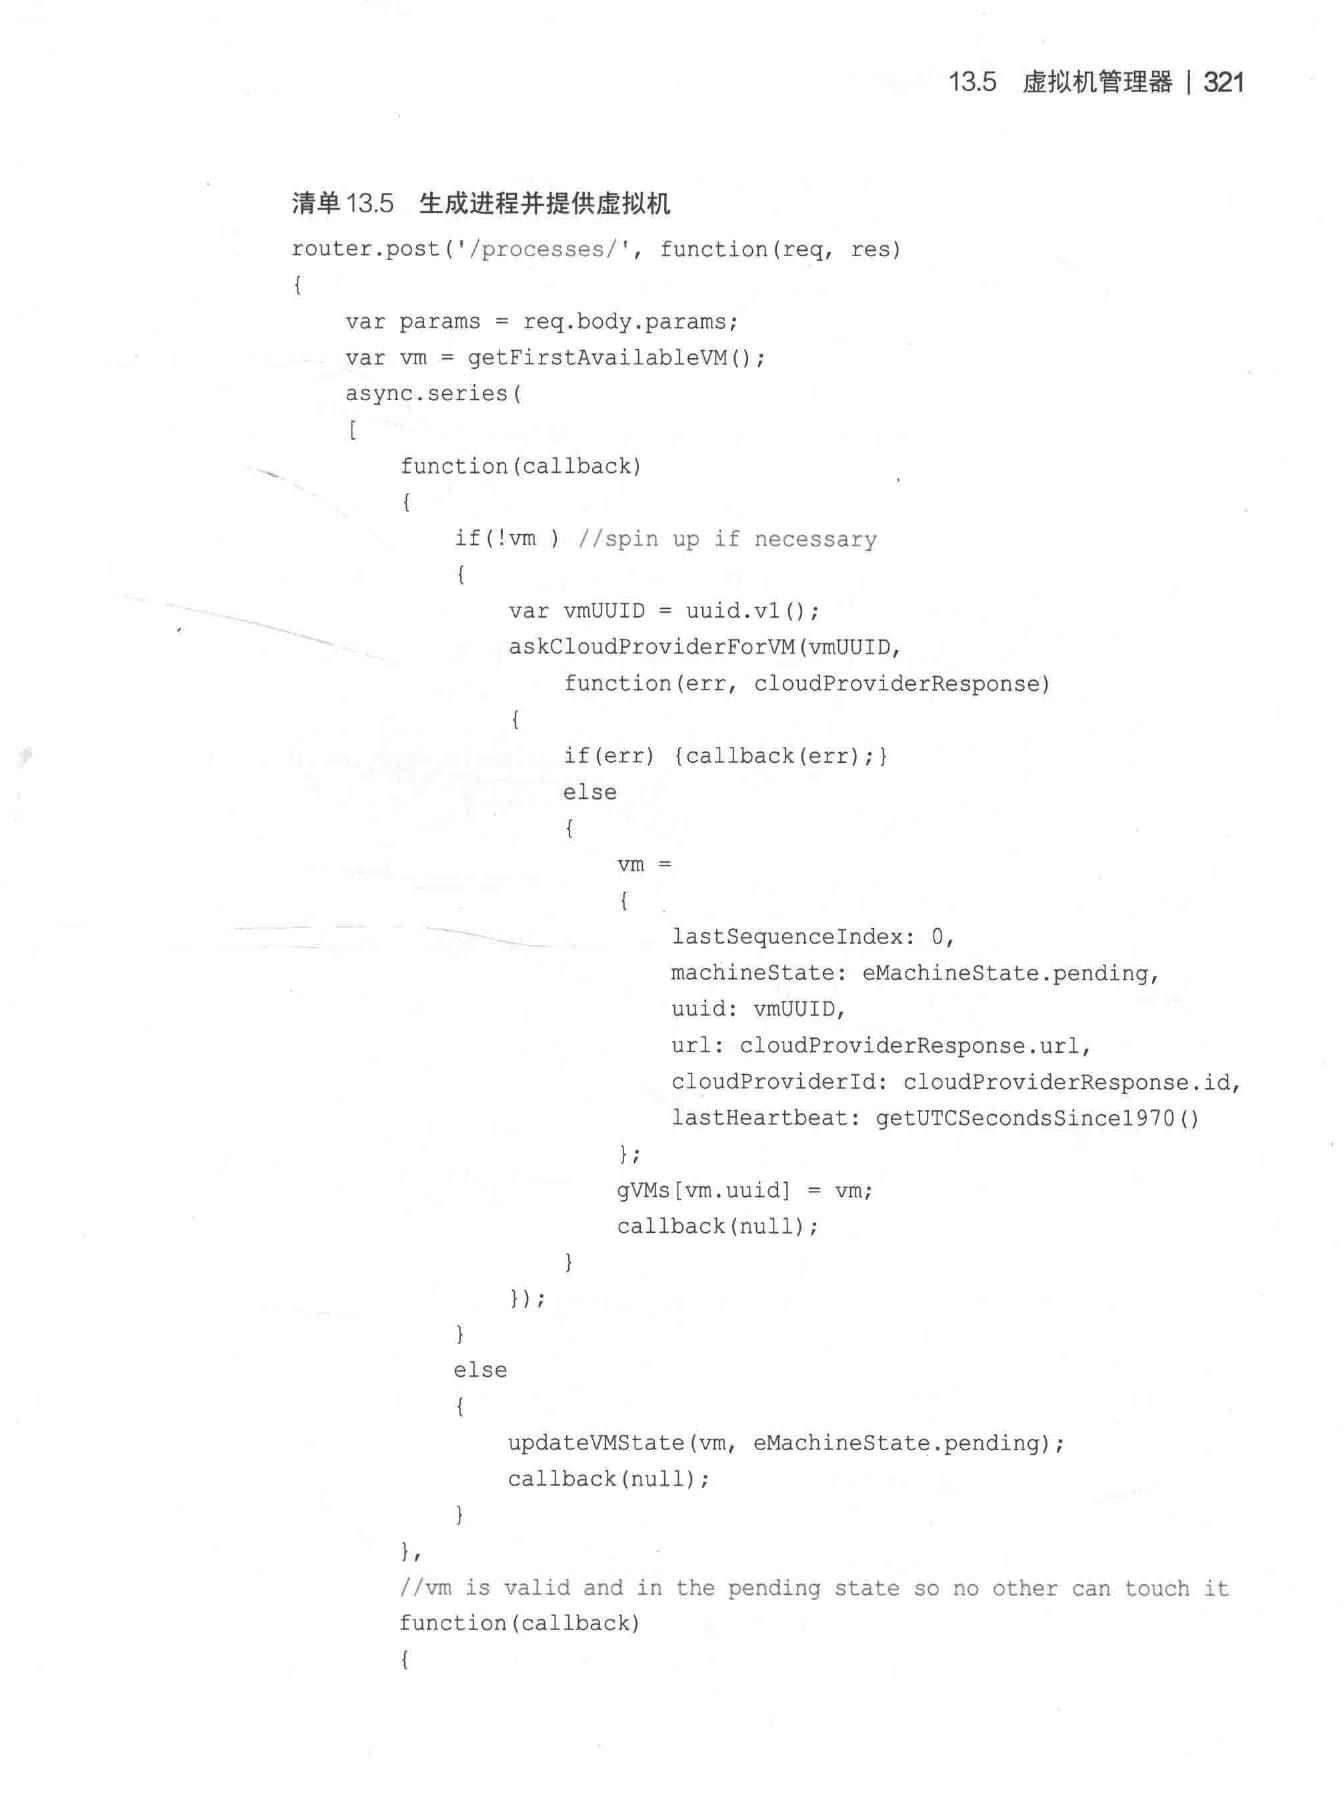 13.5 虚拟机管理器 | 321
清单13.5 生成进程并提供虚拟机
router.post('/processes/', function(req, res)
{
    var params = req.body.params;
    var vm = getFirstAvailableVM();
    async.series(
    [
        function(callback)
        {
            if(!vm ) //spin up if necessary
            {
                var vmUUID = uuid.v1();
                askCloudProviderForVM(vmUUID,
                    function(err, cloudProviderResponse)
                {
                    if(err) {callback(err);}
                    else
                    {
                        vm =
                        {
                            lastSequenceIndex: 0,
                            machineState: eMachineState.pending,
                            uuid: vmUUID,
                            url: cloudProviderResponse.url,
                            cloudProviderId: cloudProviderResponse.id,
                            lastHeartbeat: getUTCSecondsSince1970()
                        };
                        gVMs[vm.uuid] = vm;
                        callback(null);
                    }
                });
            }
            else
            {
                updateVMState(vm, eMachineState.pending);
                callback(null);
            }
        },
        //vm is valid and in the pending state so no other can touch it
        function(callback)
        {